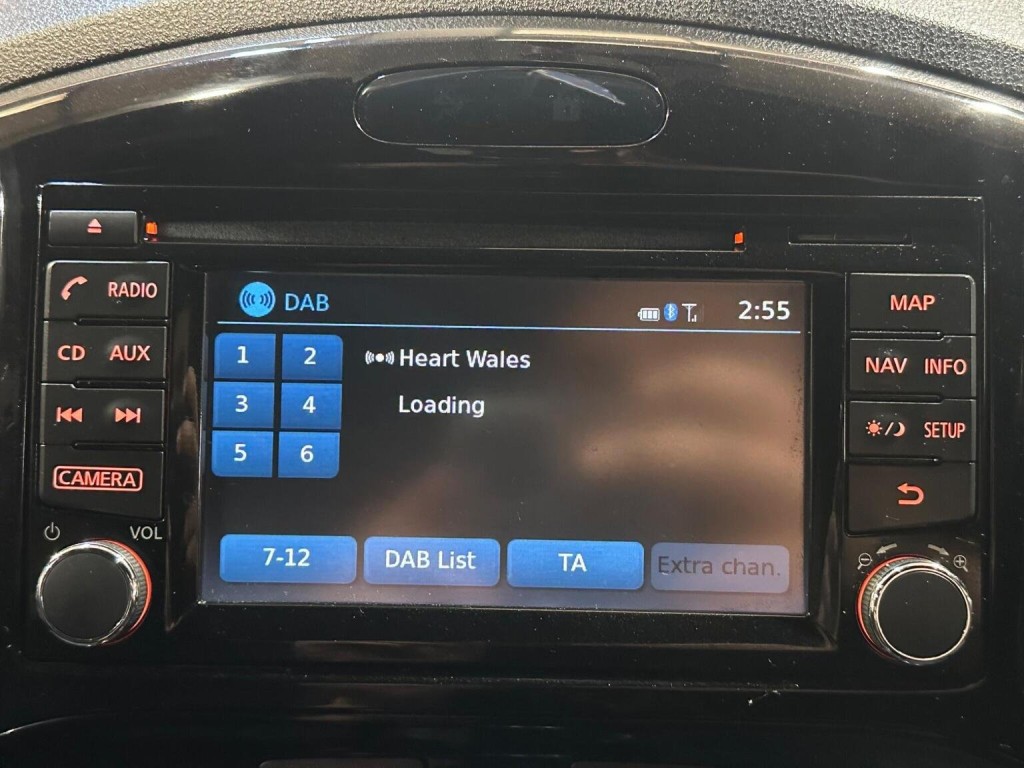 DAB
2:55
1
2
3
4
5
6
Heart Wales
Loading
7-12
DAB List
TA
Extra chan.
RADIO
CD
AUX
CAMERA
VOL
MAP
NAV
INFO
SETUP